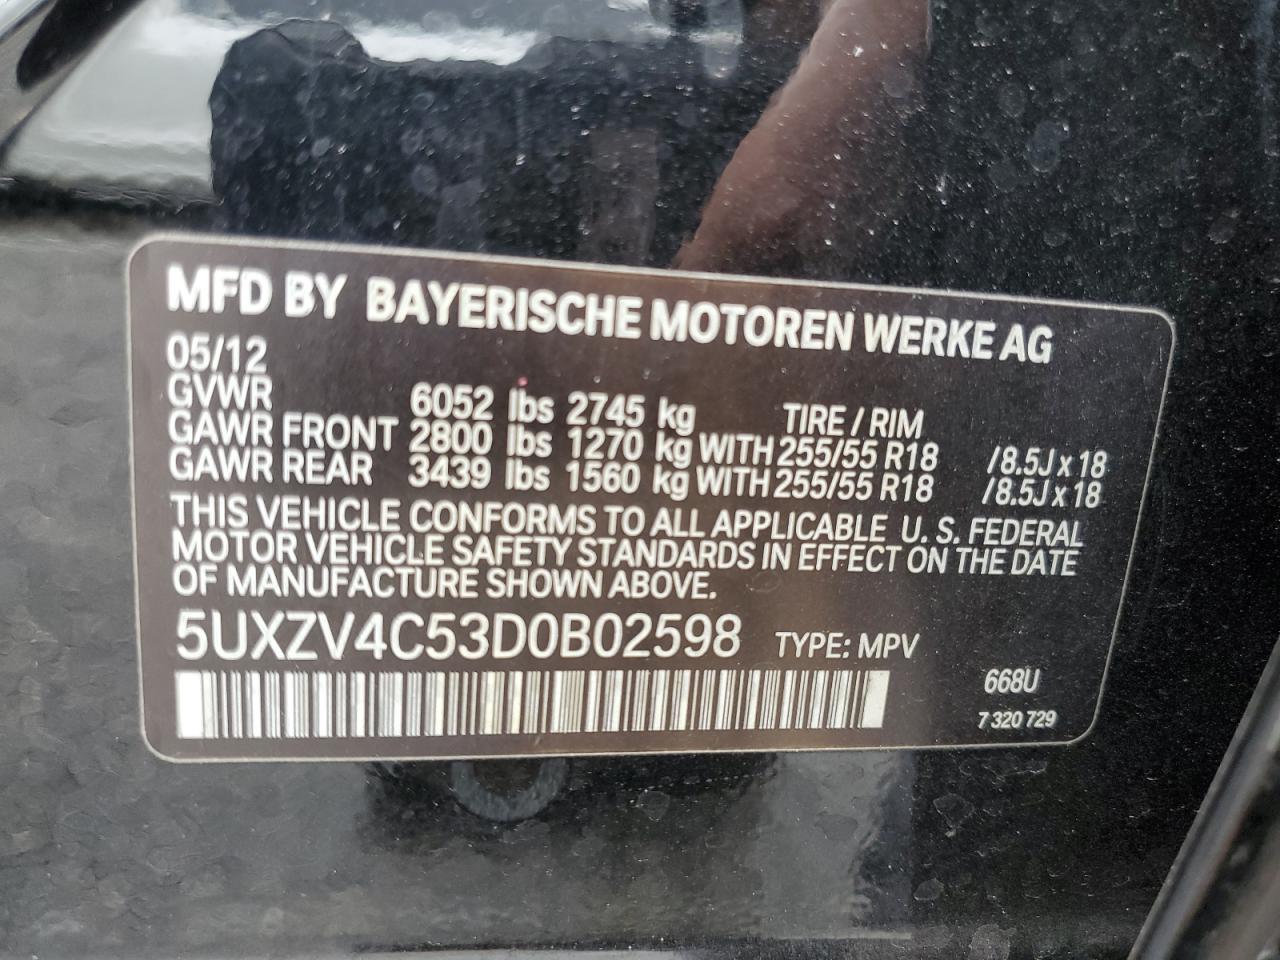 MFD BY BAYERISCHE MOTOREN WERKE AG
05/12
GVWR 6052 lbs 2745 kg TIRE / RIM
GAWR FRONT 2800 lbs 1270 kg WITH 255/55 R18 /8.5J x 18
GAWR REAR 3439 lbs 1560 kg WITH 255/55 R18 /8.5J x 18
THIS VEHICLE CONFORMS TO ALL APPLICABLE U. S. FEDERAL
MOTOR VEHICLE SAFETY STANDARDS IN EFFECT ON THE DATE
OF MANUFACTURE SHOWN ABOVE.
5UXZV4C53D0B02598 TYPE: MPV
668U
7 320 729